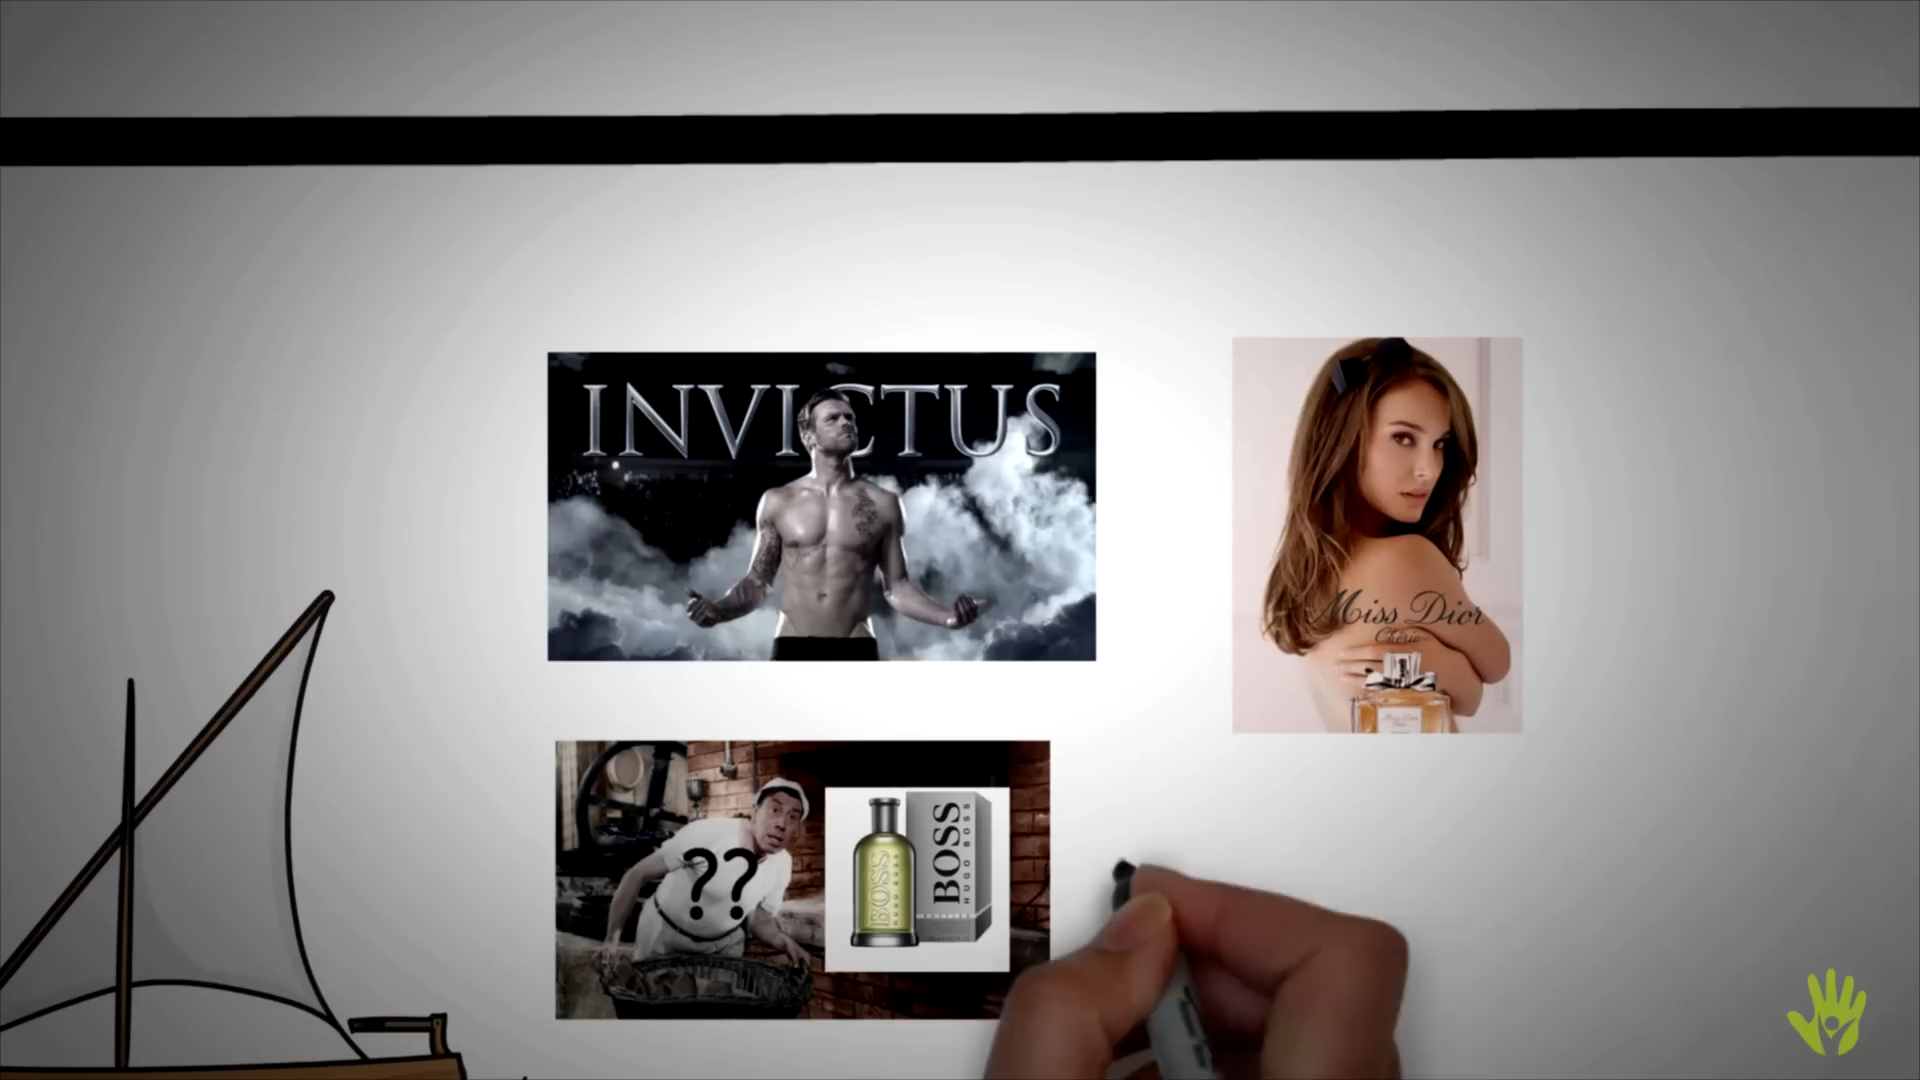 INVICTUS
Miss Dior
Chérie
??
BOSS
HUGO BOSS
BOSS
HUGO BOSS